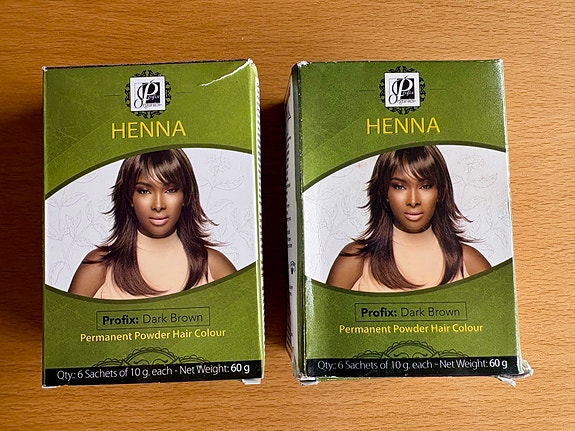 HENNA
Profix: Dark Brown
Permanent Powder Hair Colour
Qty.: 6 Sachets of 10 g. each - Net Weight: 60 g
HENNA
Profix: Dark Brown
Permanent Powder Hair Colour
Qty.: 6 Sachets of 10 g. each - Net Weight: 60 g